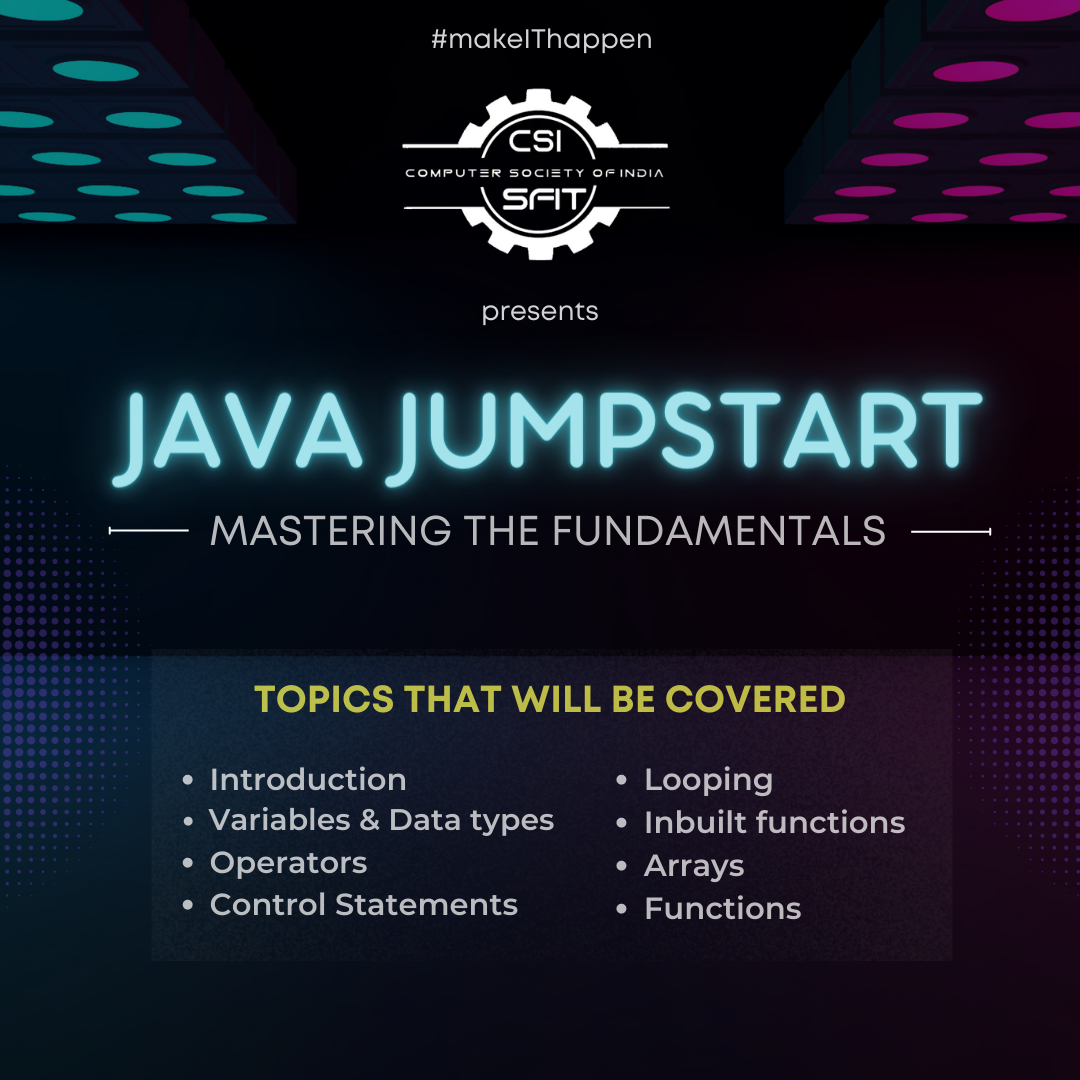 #makeIThappen
CSI
COMPUTER SOCIETY OF INDIA
SFIT
presents
JAVA JUMPSTART
MASTERING THE FUNDAMENTALS
TOPICS THAT WILL BE COVERED
• Introduction
• Variables & Data types
• Operators
• Control Statements
• Looping
• Inbuilt functions
• Arrays
• Functions